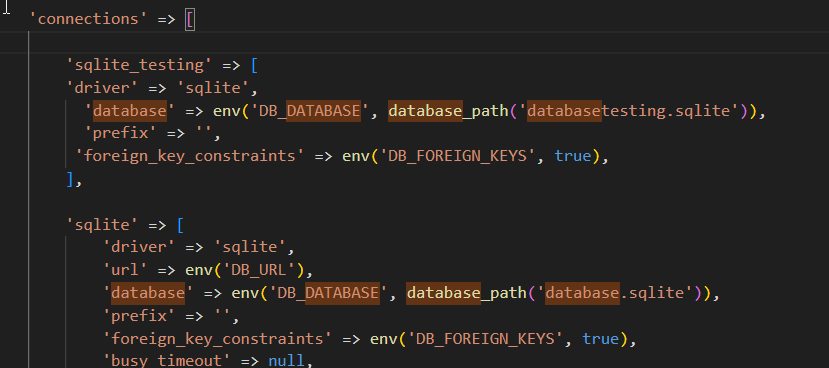 'connections' => [
'sqlite_testing' => [
'driver' => 'sqlite',
'database' => env('DB_DATABASE', database_path('databasetesting.sqlite')),
'prefix' => '',
'foreign_key_constraints' => env('DB_FOREIGN_KEYS', true),
],
'sqlite' => [
'driver' => 'sqlite',
'url' => env('DB_URL'),
'database' => env('DB_DATABASE', database_path('database.sqlite')),
'prefix' => '',
'foreign_key_constraints' => env('DB_FOREIGN_KEYS', true),
'busy_timeout' => null,